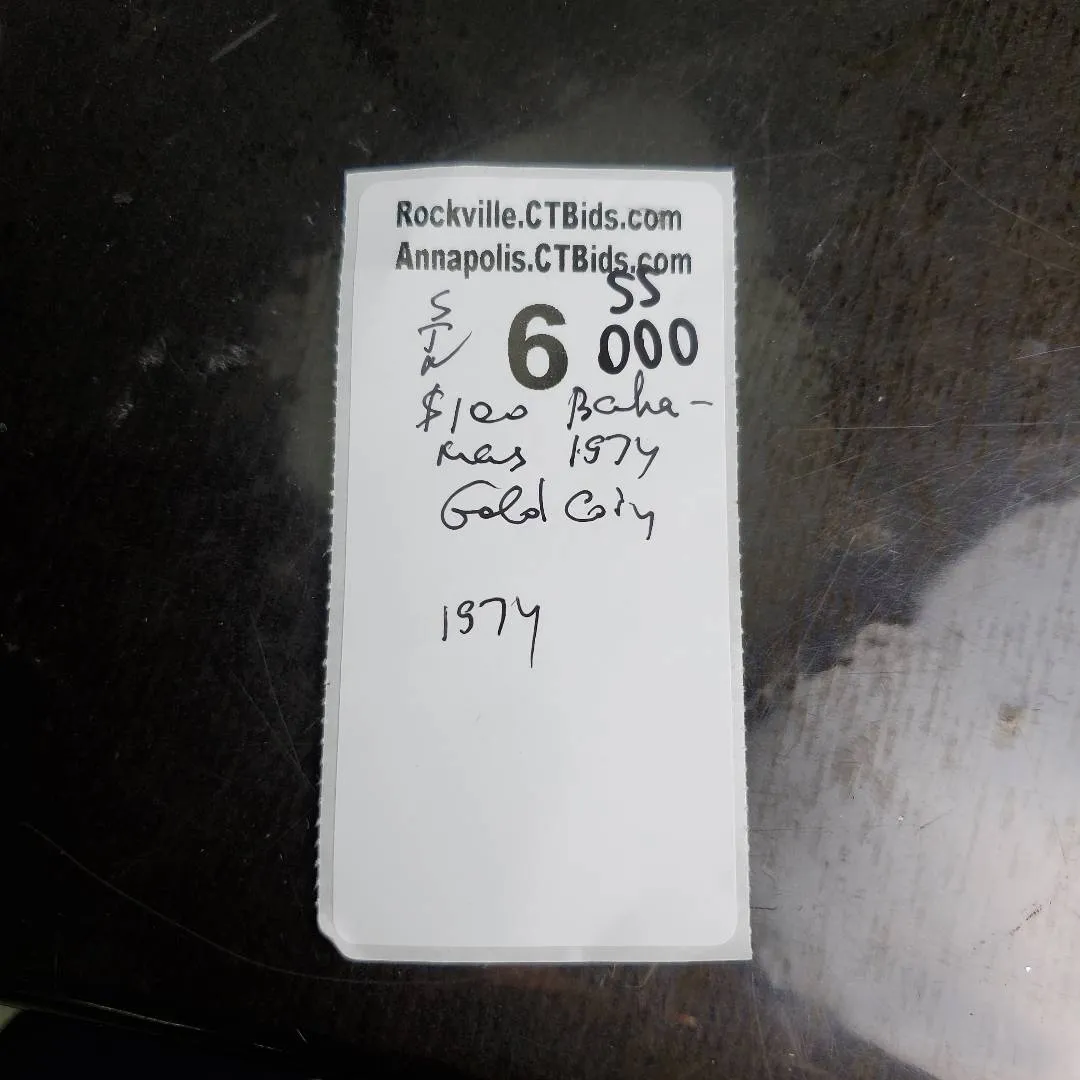 Rockville.CTBids.com
Annapolis.CTBids.com
SS
6 000
$100 Baha-
mas 1974
Gold Coin
1974